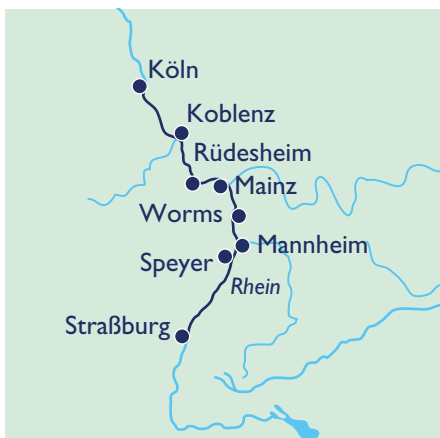 Köln
Koblenz
Rüdesheim
Mainz
Worms
Mannheim
Speyer
Rhein
Straßburg